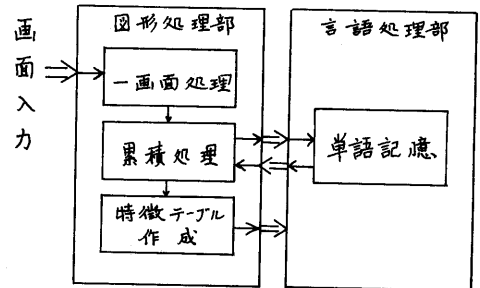 画面入力
図形処理部
一画面処理
累積処理
特徴テーブル
作成
言語処理部
単語記憶